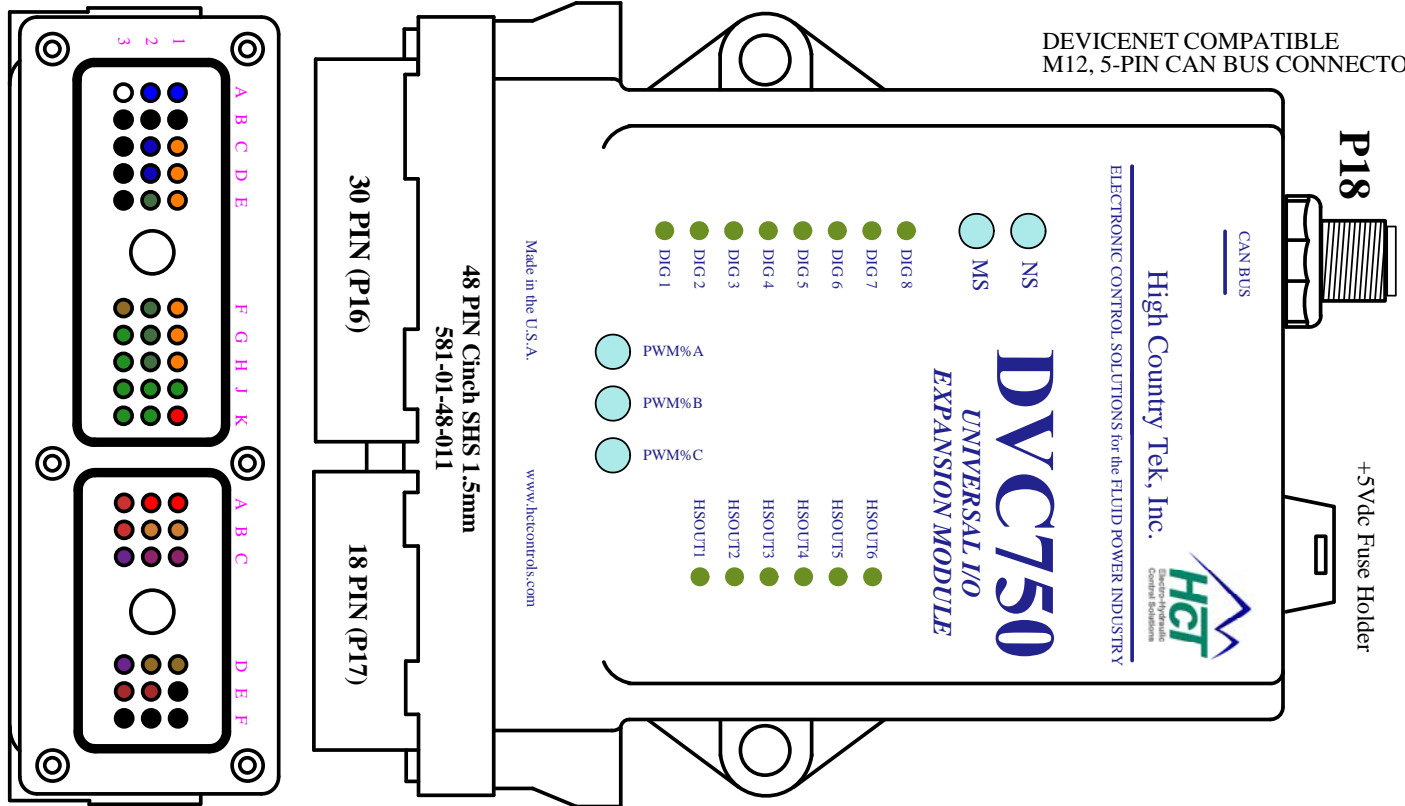 DEVICENET COMPATIBLE
M12, 5-PIN CAN BUS CONNECTO
P18
+5Vdc Fuse Holder
CAN BUS
High Country Tek, Inc.
ELECTRONIC CONTROL SOLUTIONS for the FLUID POWER INDUSTRY
HCT
Electro-Hydraulic
Control Solutions
DVC750
UNIVERSAL I/O
EXPANSION MODULE
NS
MS
DIG 8
DIG 7
DIG 6
DIG 5
DIG 4
DIG 3
DIG 2
DIG 1
PWM%A
PWM%B
PWM%C
HSOUT6
HSOUT5
HSOUT4
HSOUT3
HSOUT2
HSOUT1
Made in the U.S.A.
www.hctcontrols.com
48 PIN Cinch SHS 1.5mm
581-01-48-011
30 PIN (P16)
18 PIN (P17)
3 2 1
A
B
C
D
E
F
G
H
J
K
A
B
C
D
E
F